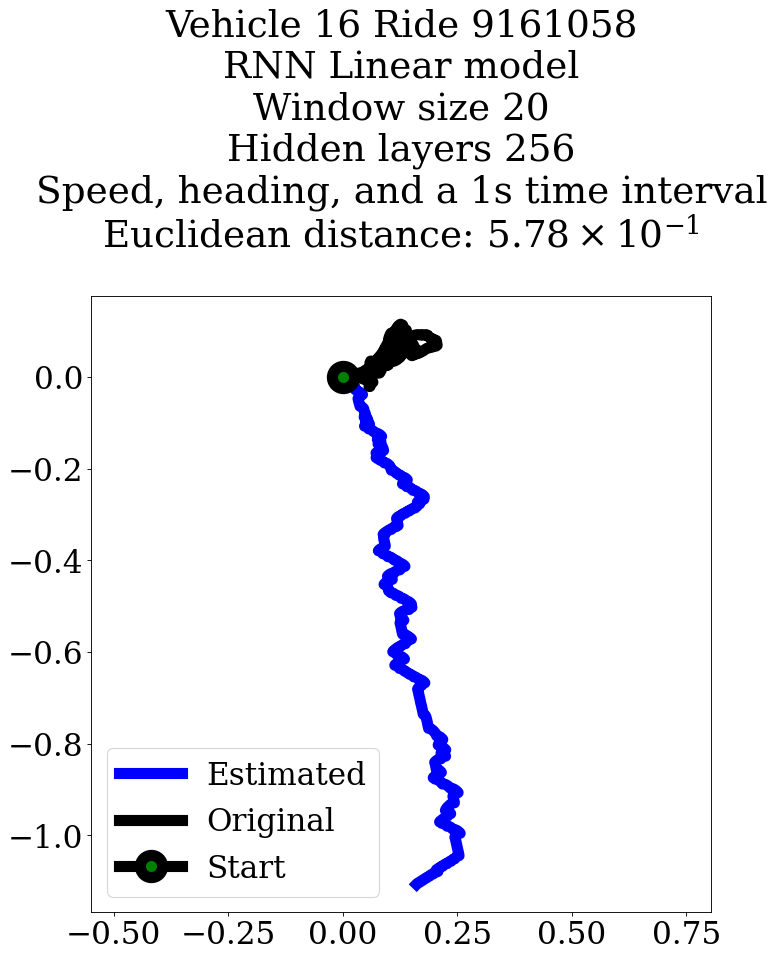 Vehicle 16 Ride 9161058
RNN Linear model
Window size 20
Hidden layers 256
Speed, heading, and a 1s time interval
Euclidean distance: 5.78 × 10⁻¹
0.0
−0.2
−0.4
−0.6
−0.8
−1.0
Estimated
Original
Start
−0.50 −0.25 0.00 0.25 0.50 0.75